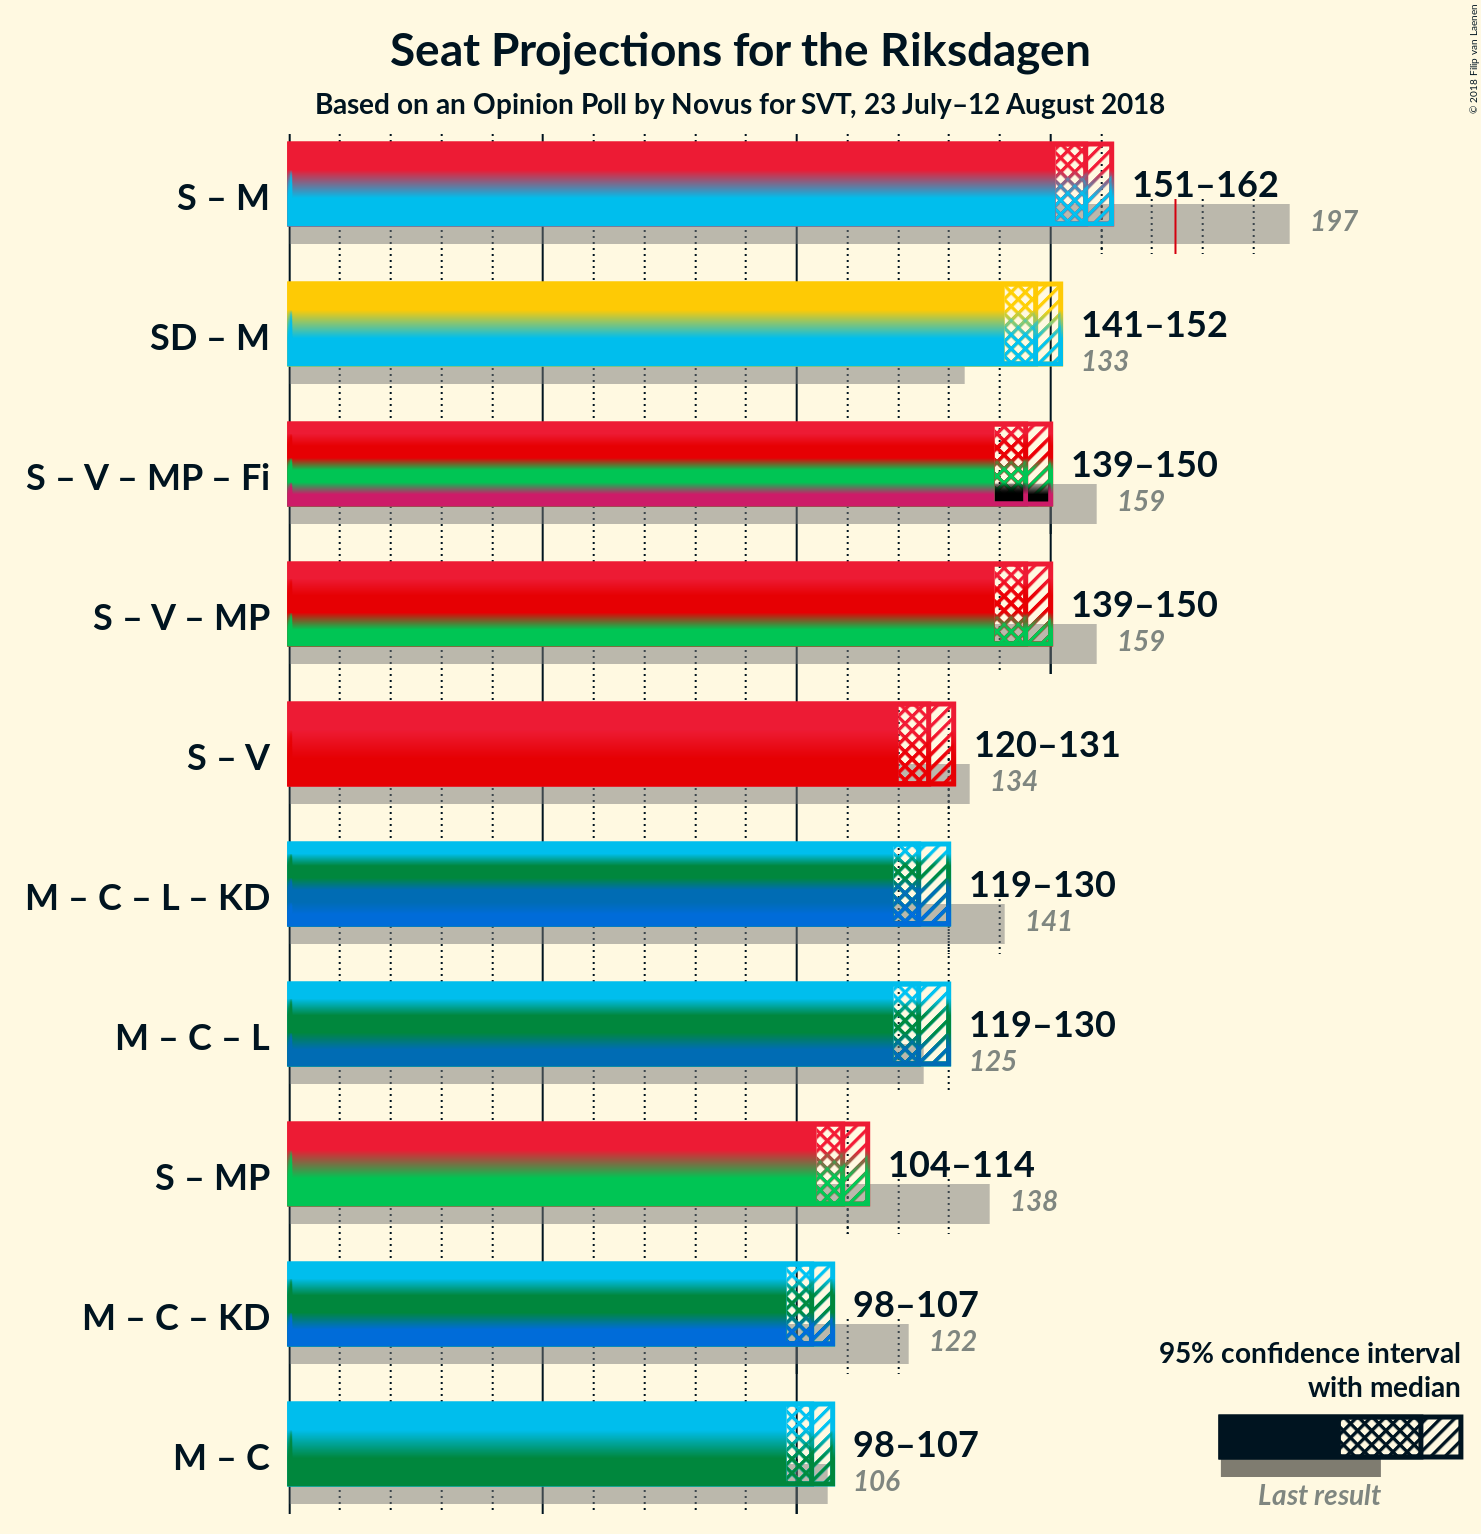 Seat Projections for the Riksdagen
Based on an Opinion Poll by Novus for SVT, 23 July–12 August 2018
© 2018 Filip van Laenen
S – M
151–162
197
SD – M
141–152
133
S – V – MP – Fi
139–150
159
S – V – MP
139–150
159
S – V
120–131
134
M – C – L – KD
119–130
141
M – C – L
119–130
125
S – MP
104–114
138
M – C – KD
98–107
122
M – C
98–107
106
95% confidence interval
with median
Last result